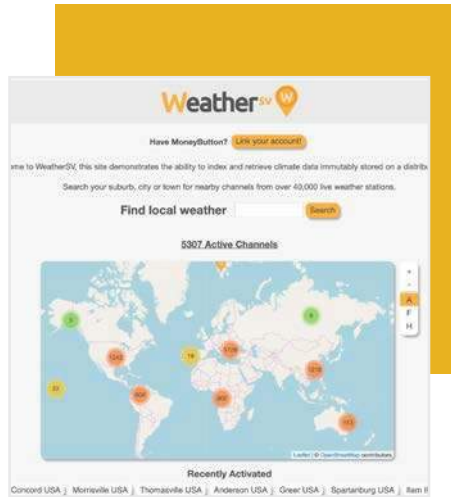 WeatherSV W
Have MoneyButton? Link your account!
me to WeatherSV, this site demonstrates the ability to index and retrieve climate data immutably stored on a distrib
Search your suburb, city or town for nearby channels from over 40,000 live weather stations.
Find local weather Search
5307 Active Channels
+
-
A
F
H
1243
18
1216
Leaflet | © OpenStreetMap contributors
Recently Activated
Concord USA | Morrisville USA | Thomasville USA | Anderson USA | Greer USA | Spartanburg USA |